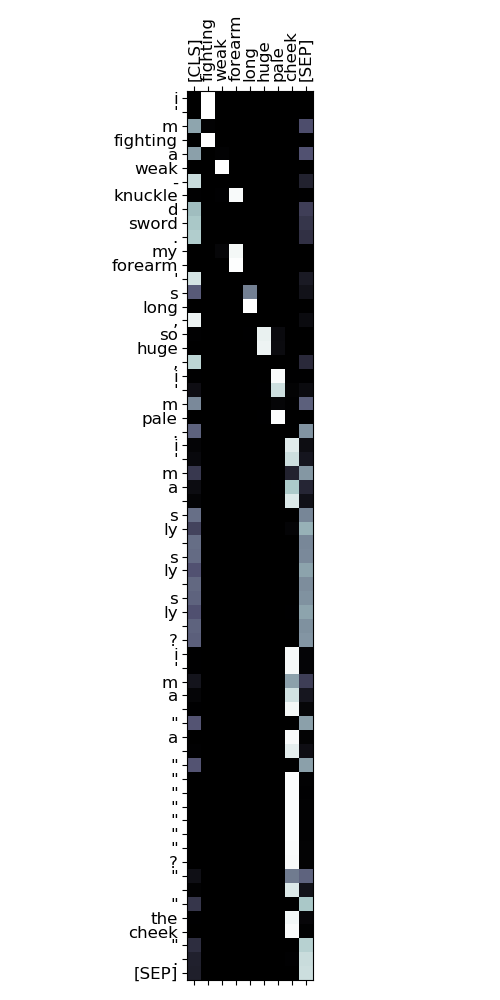 [CLS]
fighting
weak
forearm
long
huge
pale
cheek
[SEP]
i
'
m
fighting
a
weak
-
knuckle
d
sword
.
my
forearm
'
s
long
,
so
huge
,
i
'
m
pale
.
i
'
m
a
s
ly
s
ly
s
ly
?
i
'
m
a
"
a
"
"
"
"
"
"
"
?
"
"
the
cheek
"
.
[SEP]